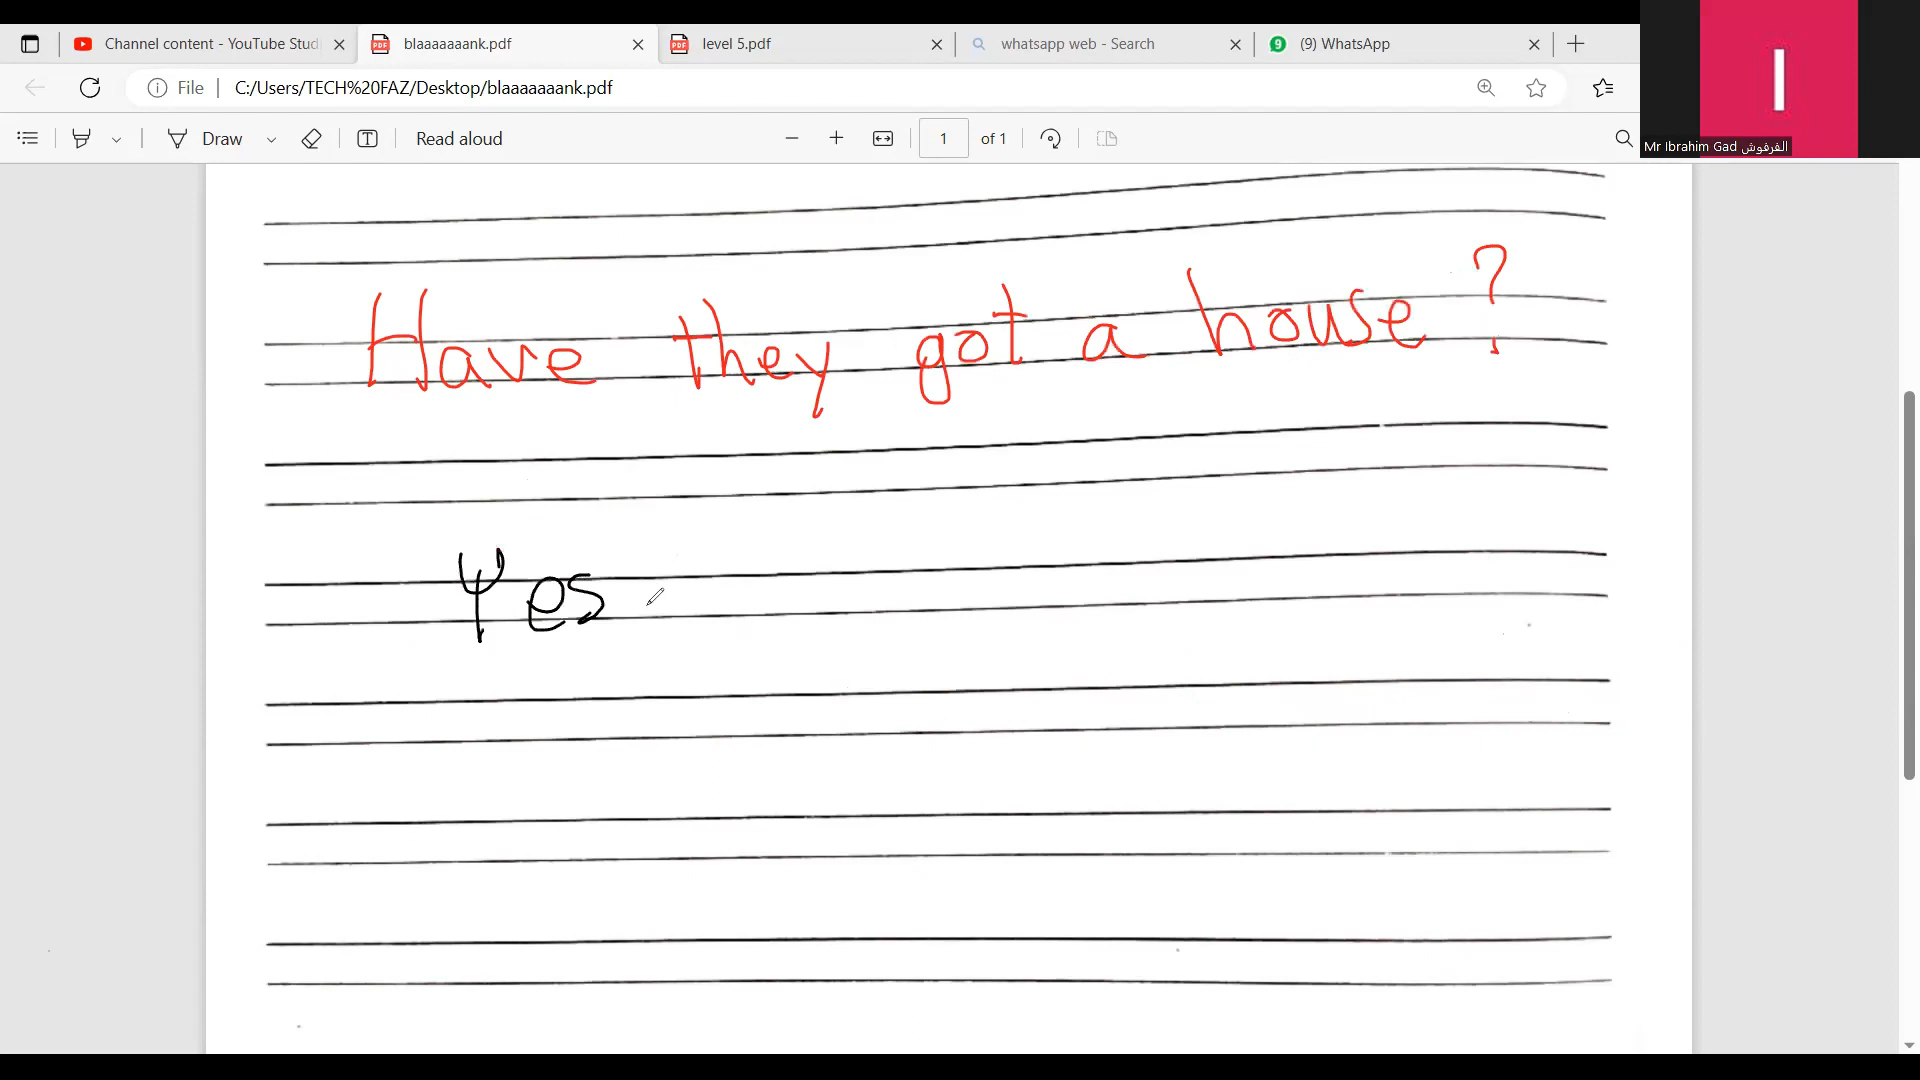 Channel content - YouTube Stud
blaaaaaaank.pdf
level 5.pdf
whatsapp web - Search
(9) WhatsApp
File
C:/Users/TECH%20FAZ/Desktop/blaaaaaaank.pdf
Draw
Read aloud
1
of 1
Mr Ibrahim Gad الفرفوش
I
Have they got a house ?
Yes